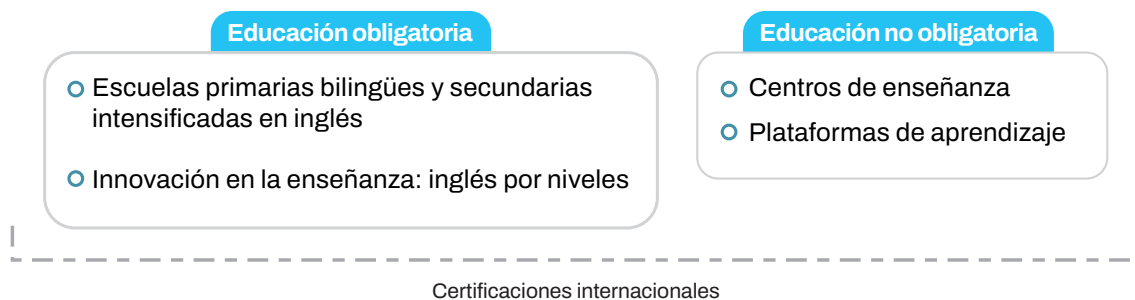 Educación obligatoria
Escuelas primarias bilingües y secundarias
intensificadas en inglés
Innovación en la enseñanza: inglés por niveles
Educación no obligatoria
Centros de enseñanza
Plataformas de aprendizaje
Certificaciones internacionales